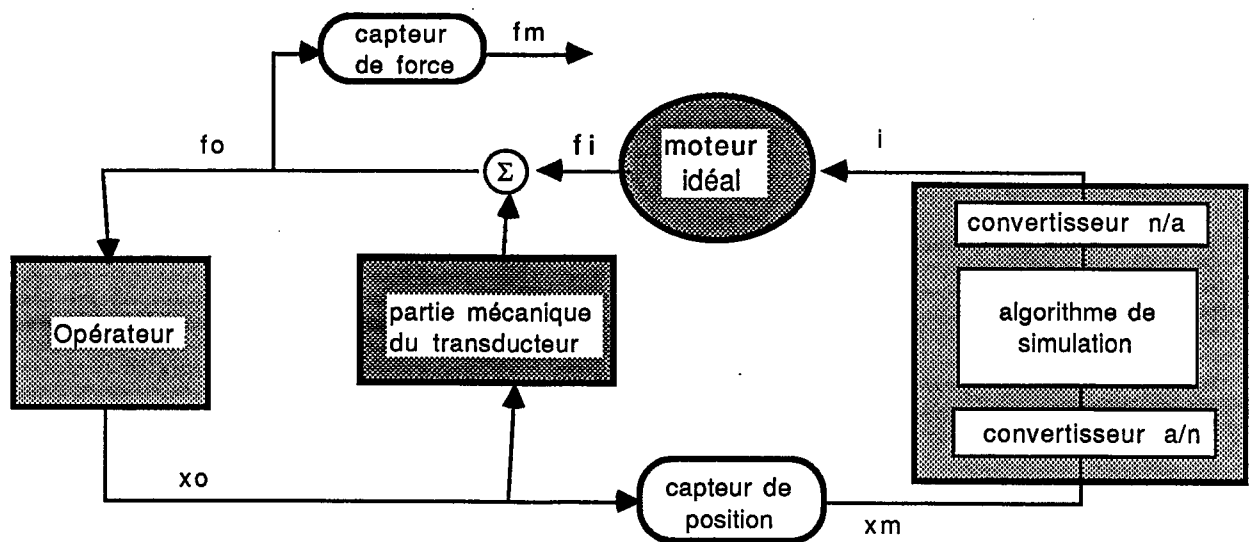 capteur
de force
fm
fo
Σ
fi
moteur
idéal
i
convertisseur n/a
algorithme de
simulation
convertisseur a/n
Opérateur
partie mécanique
du transducteur
xo
capteur de
position
xm